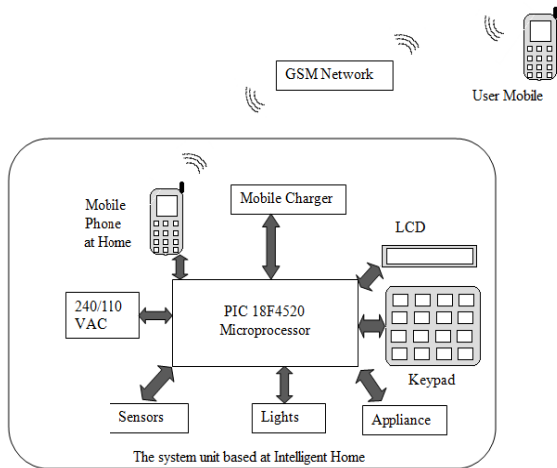 GSM Network
User Mobile
Mobile
Phone
at Home
Mobile Charger
LCD
240/110
VAC
PIC 18F4520
Microprocessor
Keypad
Sensors
Lights
Appliance
The system unit based at Intelligent Home